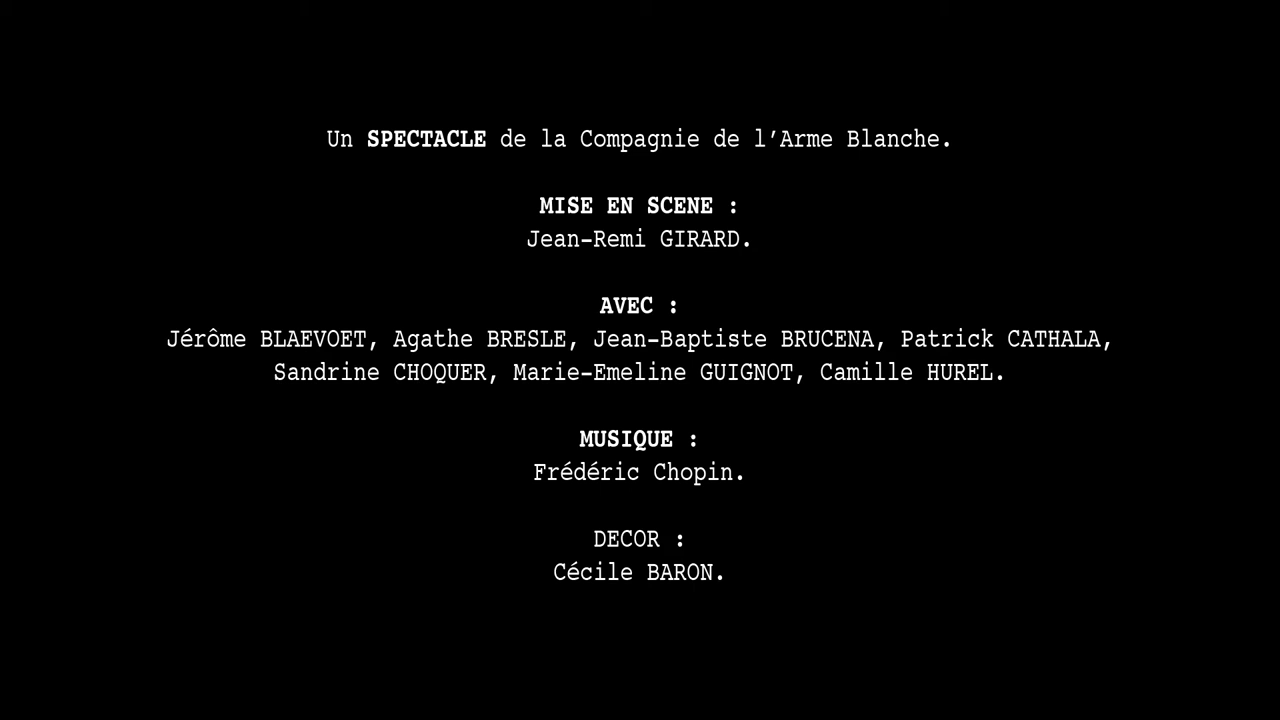 Un SPECTACLE de la Compagnie de l’Arme Blanche.
MISE EN SCENE :
Jean-Remi GIRARD.
AVEC :
Jérôme BLAEVOET, Agathe BRESLE, Jean-Baptiste BRUCENA, Patrick CATHALA,
Sandrine CHOQUER, Marie-Emeline GUIGNOT, Camille HUREL.
MUSIQUE :
Frédéric Chopin.
DECOR :
Cécile BARON.